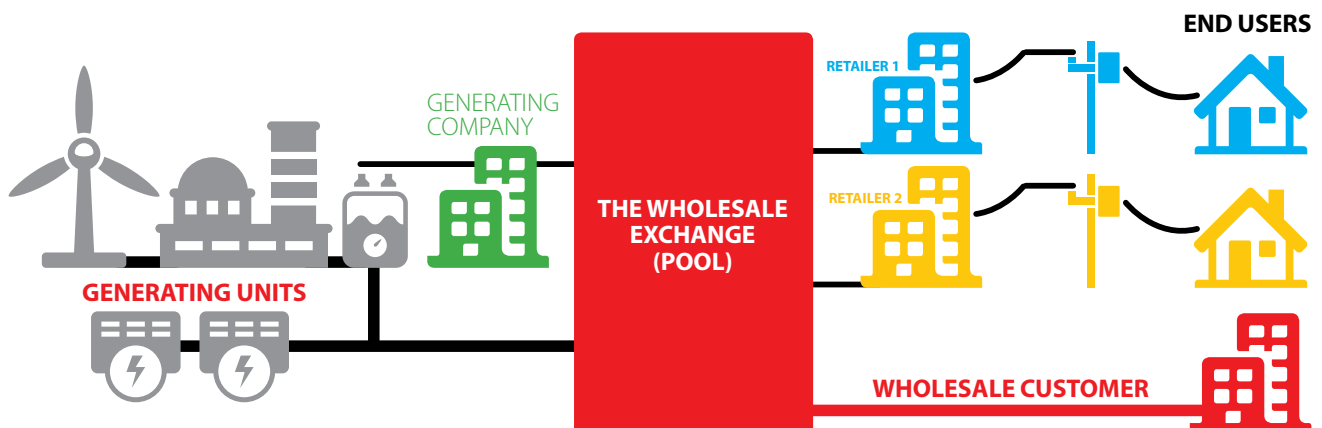 END USERS
RETAILER 1
GENERATING
COMPANY
RETAILER 2
THE WHOLESALE
EXCHANGE
(POOL)
GENERATING UNITS
WHOLESALE CUSTOMER